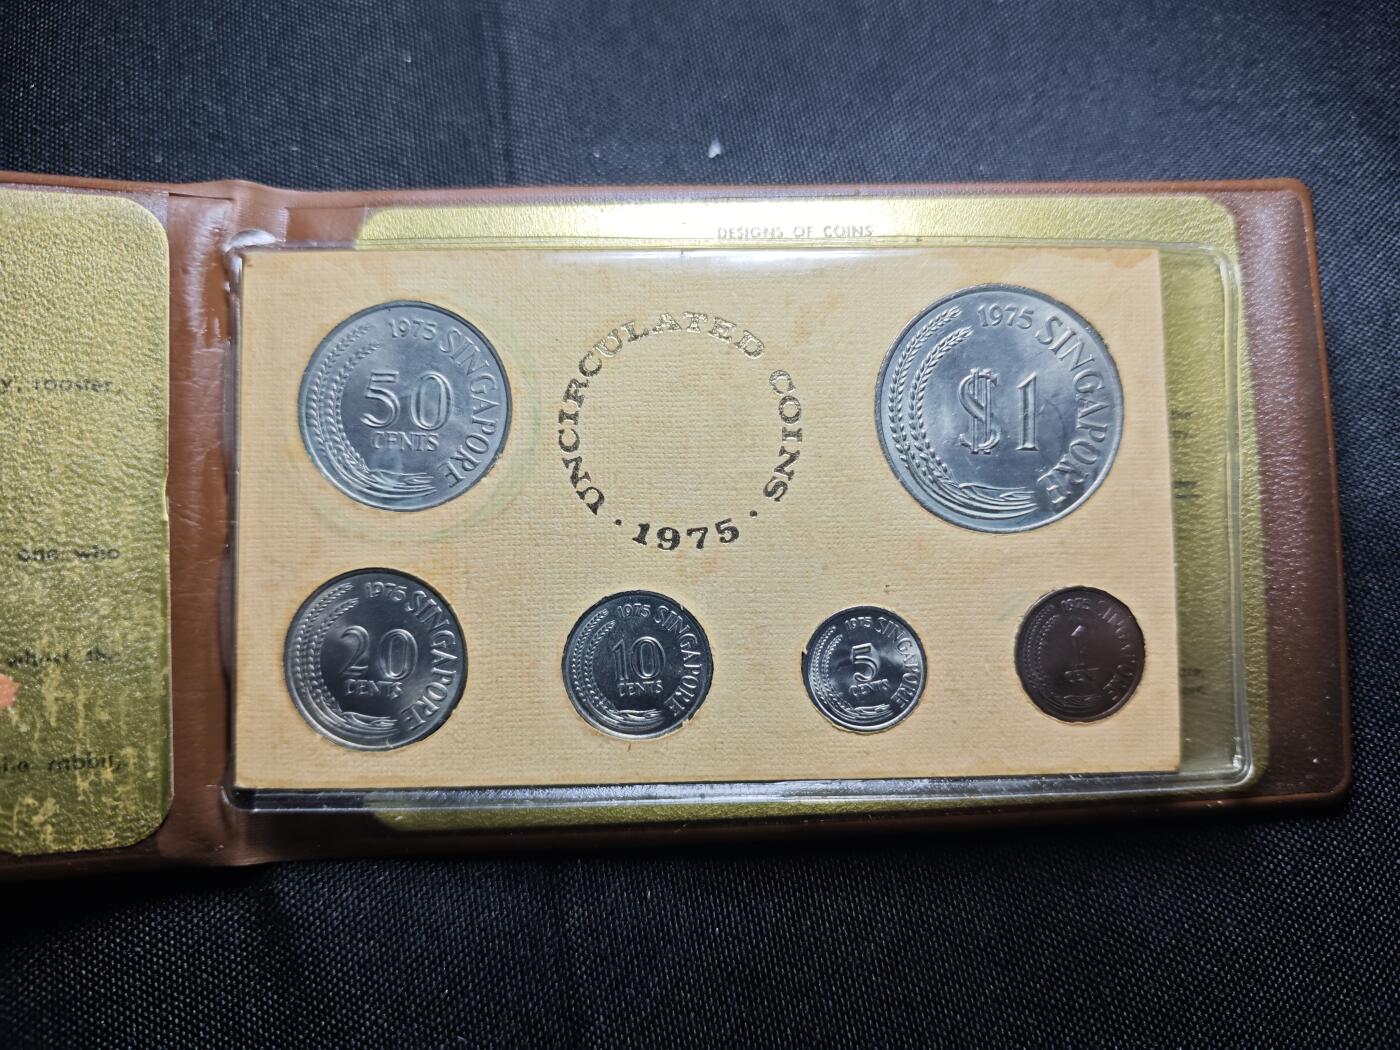 DESIGNS OF COINS
y, rooster,
one who
rabbit,
1975 SINGAPORE
50
CENTS
UNCIRCULATED COINS
· 1975 ·
1975 SINGAPORE
$1
1975 SINGAPORE
20
CENTS
1975 SINGAPORE
10
CENTS
1975 SINGAPORE
5
CENTS
1975 SINGAPORE
1
CENT